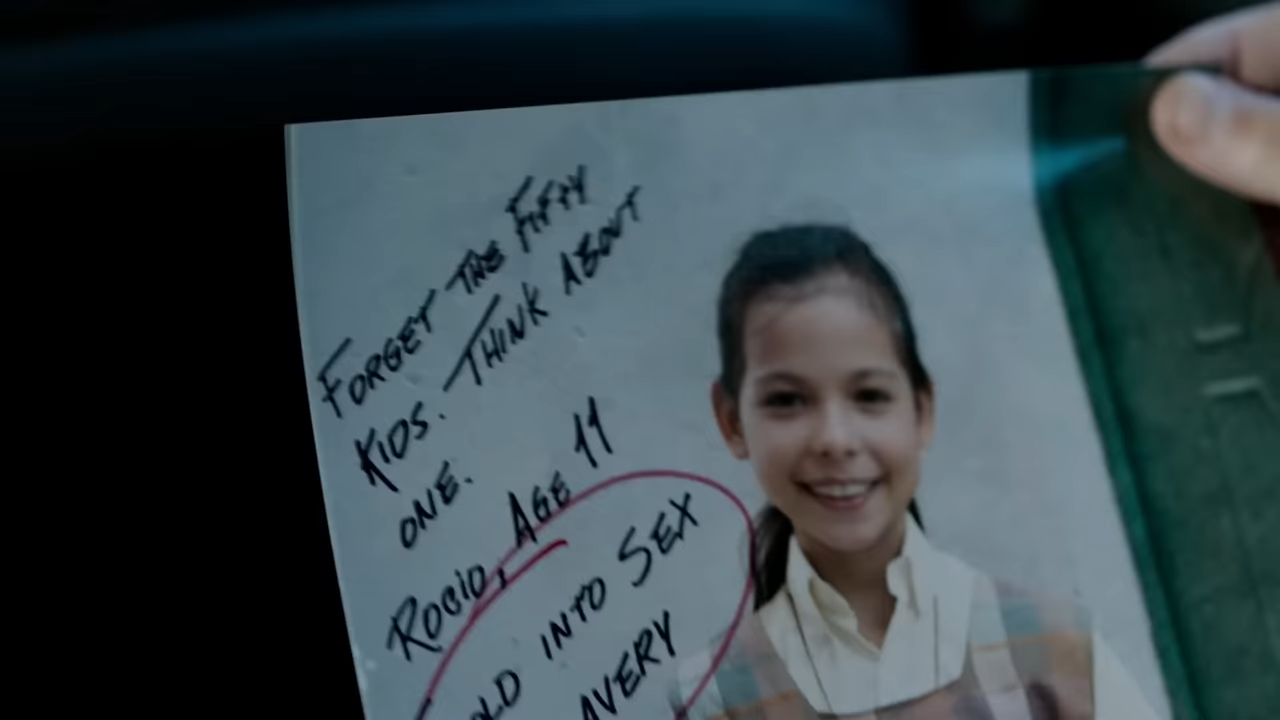 FORGET THE FIFTY
KIDS. THINK ABOUT
ONE.
ROCIO, AGE 11
OLD INTO SEX
AVERY